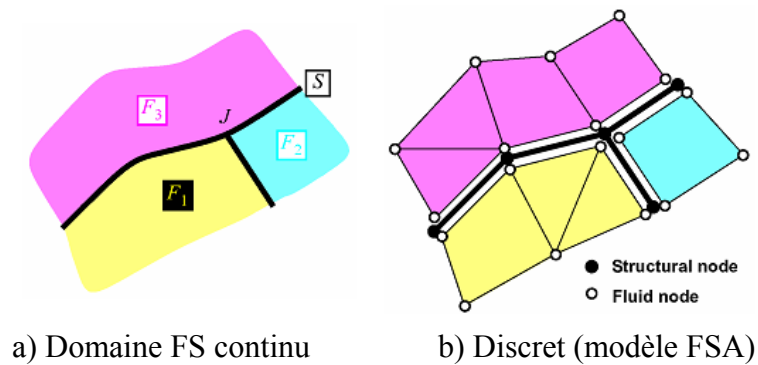 S
J
F3
F2
F1
Structural node
Fluid node
a) Domaine FS continu
b) Discret (modèle FSA)